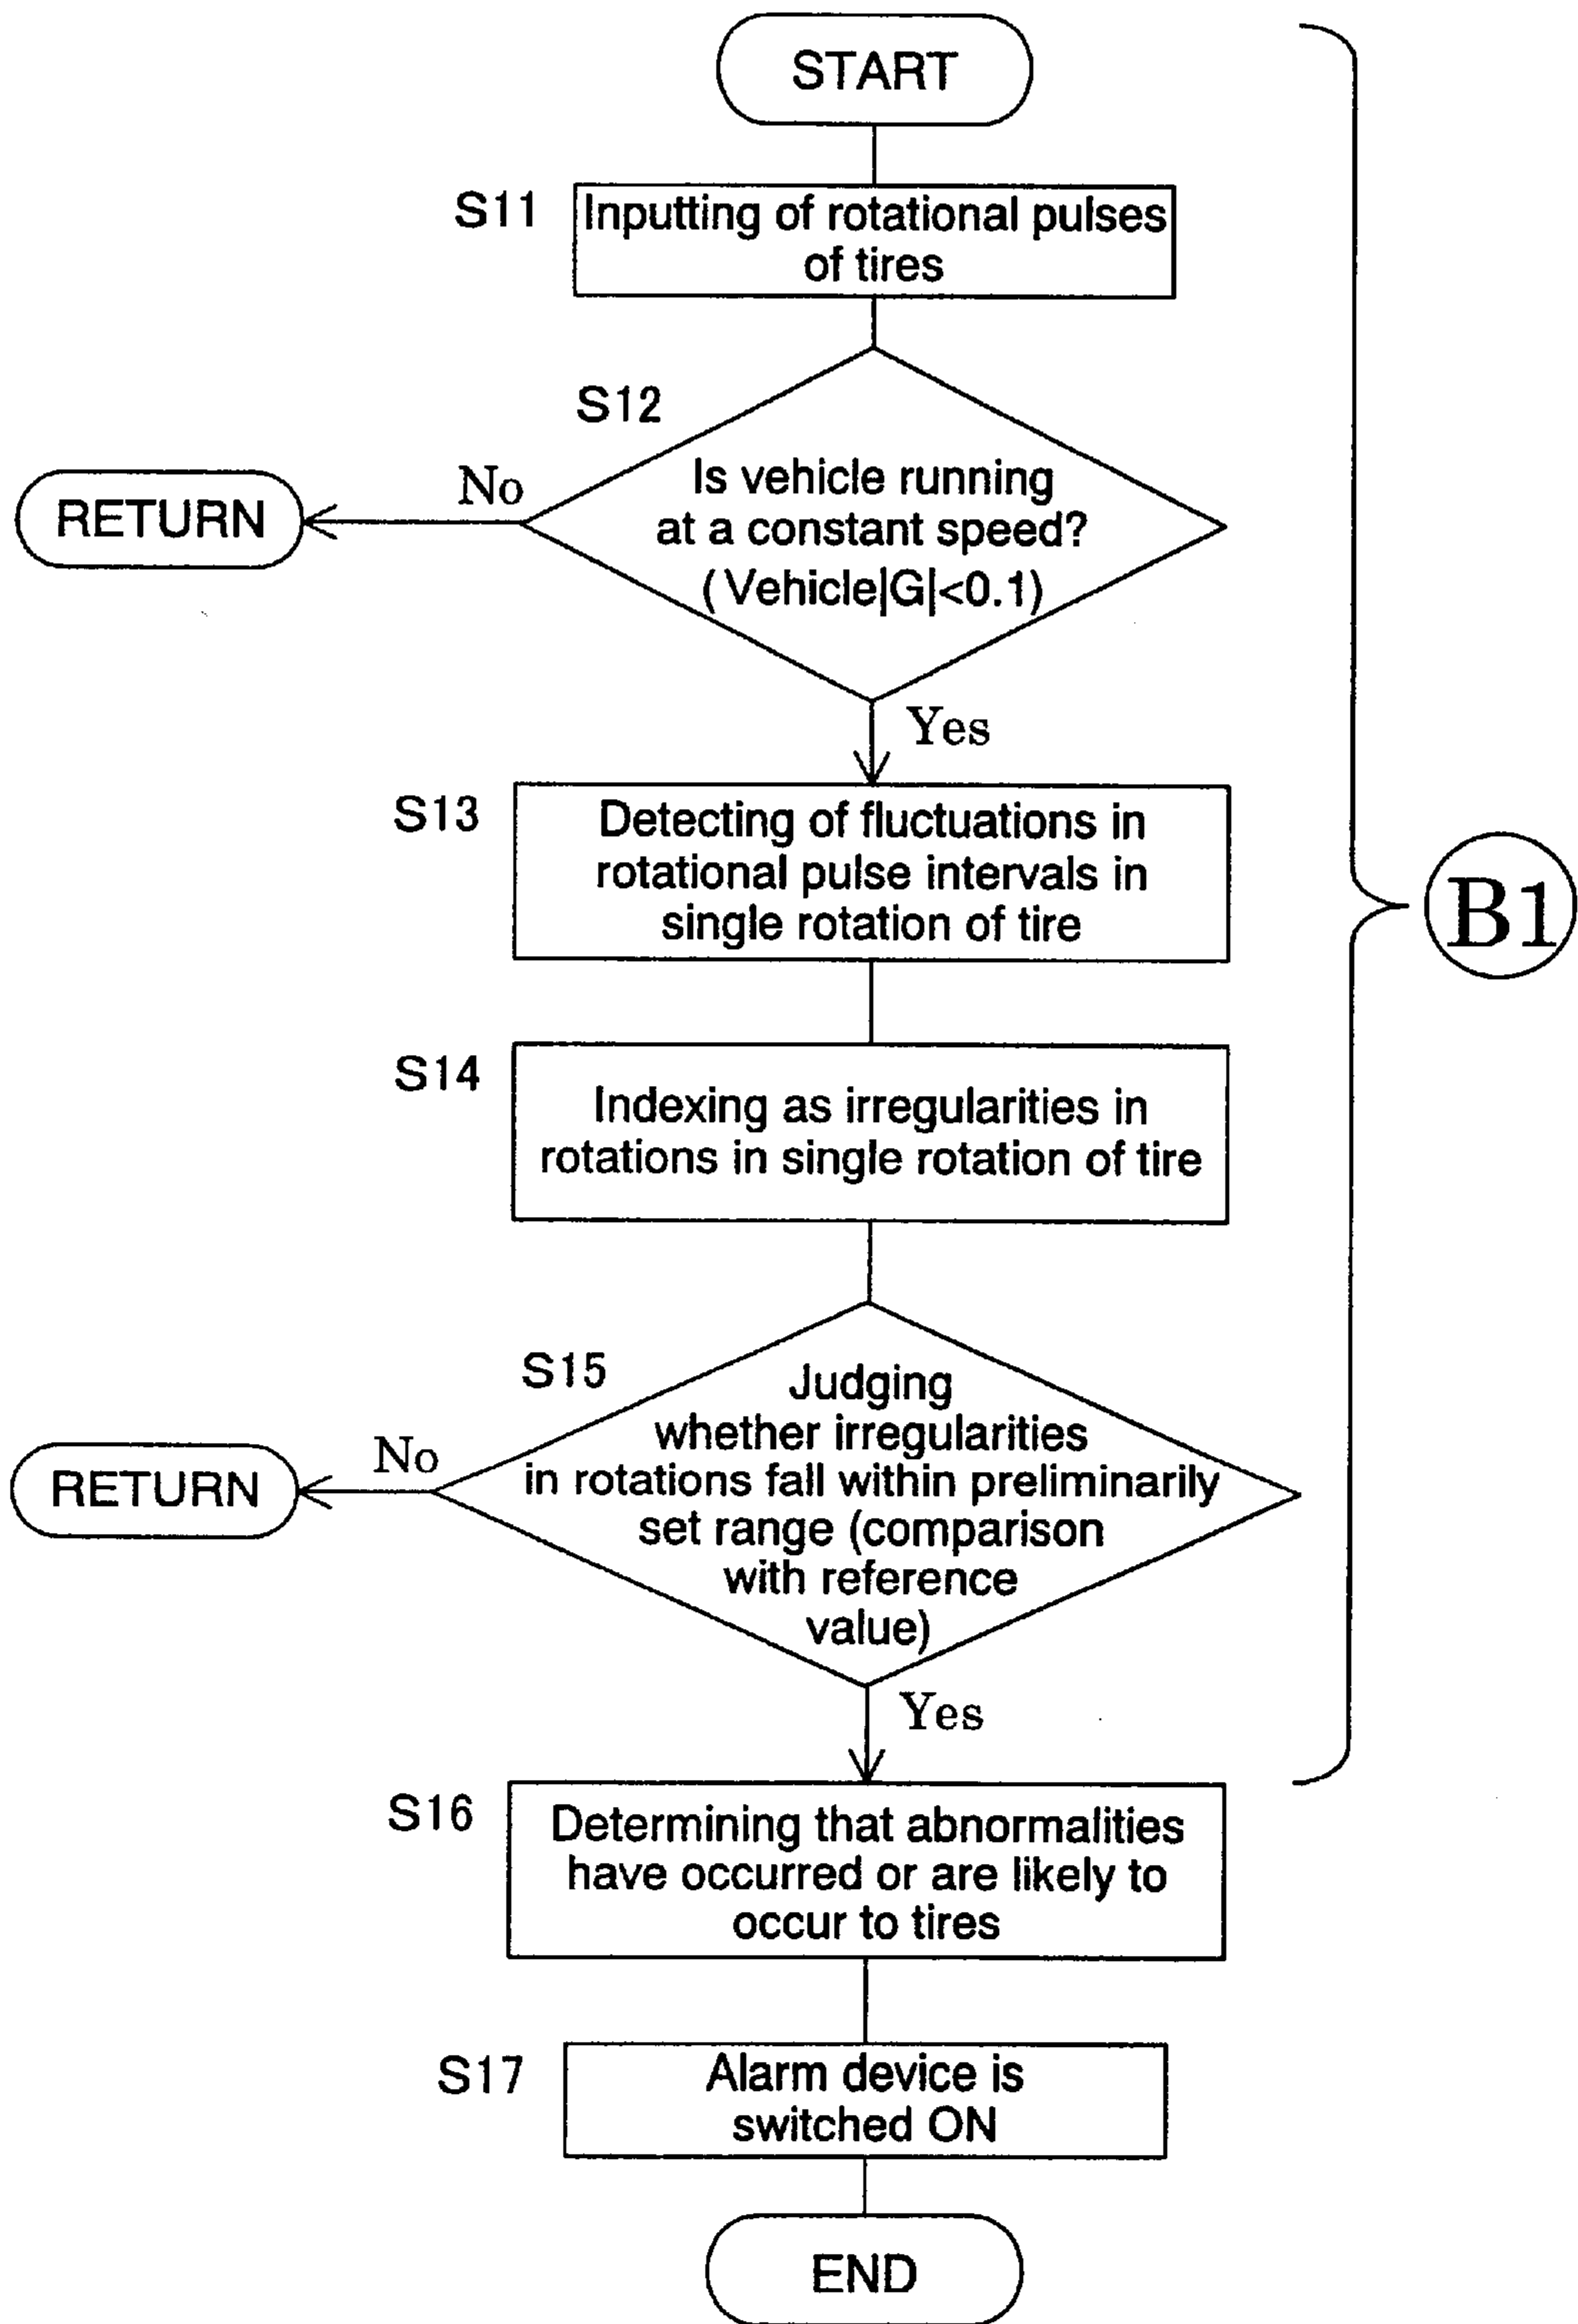 START
S11
Inputting of rotational pulses
of tires
S12
Is vehicle running
at a constant speed?
(Vehicle|G|<0.1)
No
RETURN
Yes
S13
Detecting of fluctuations in
rotational pulse intervals in
single rotation of tire
B1
S14
Indexing as irregularities in
rotations in single rotation of tire
S15
Judging
whether irregularities
in rotations fall within preliminarily
set range (comparison
with reference
value)
No
RETURN
Yes
S16
Determining that abnormalities
have occurred or are likely to
occur to tires
S17
Alarm device is
switched ON
END